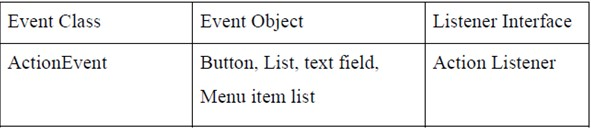 Event Class Event Object Listener Interface
ActionEvent Button, List, text field, Action Listener
Menu item list